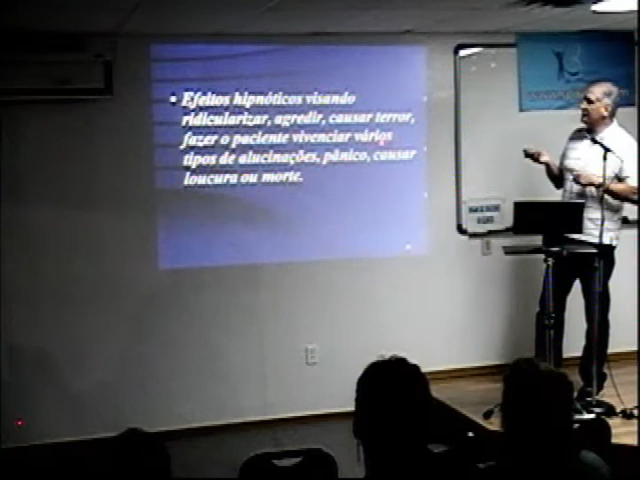 • Efeitos hipnóticos visando
ridicularizar, agredir, causar terror,
fazer o paciente vivenciar vários
tipos de alucinações, pânico, causar
loucura ou morte.